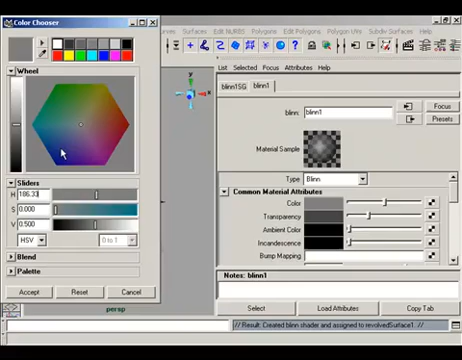 Color Chooser
Surfaces Edit NURBS Polygons Edit Polygons Polygon UVs Subdiv Surfaces
Wheel
List Selected Focus Attributes Help
blinn1SG blinn1
blinn: blinn1
Focus
Presets
Material Sample
Type Blinn
Common Material Attributes
Color
Transparency
Ambient Color
Incandescence
Bump Mapping
Sliders
H 186.33
S 0.000
V 0.500
HSV 0 to 1
Blend
Palette
Accept Reset Cancel
y
x
persp
Notes: blinn1
Select Load Attributes Copy Tab
// Result: Created blinn shader and assigned to revolvedSurface1.